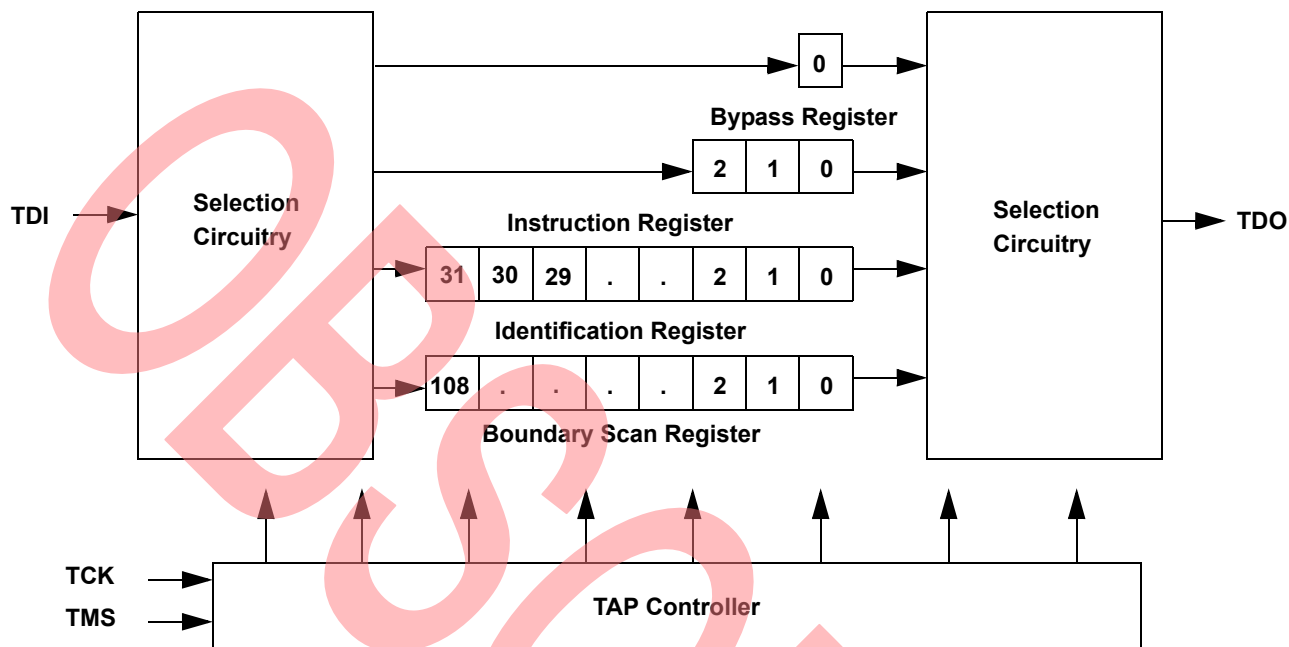 0
Bypass Register
2 1 0
Selection
Circuitry
Selection
Circuitry
TDI
TDO
Instruction Register
31 30 29 . . 2 1 0
Identification Register
108 . . . . 2 1 0
Boundary Scan Register
TCK
TMS
TAP Controller
OBSO